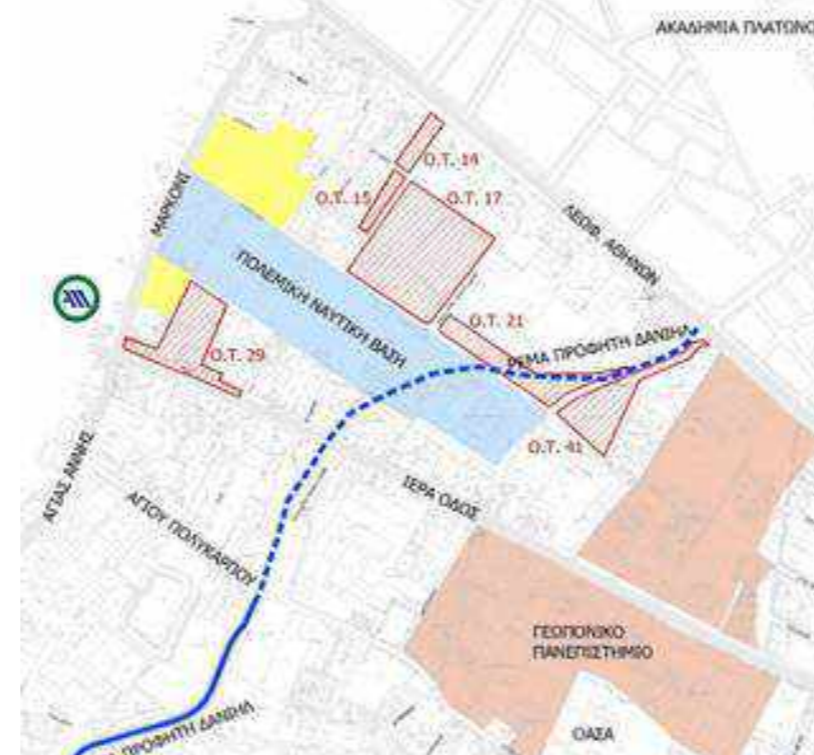 ΑΚΑΔΗΜΙΑ ΠΛΑΤΩΝΟ
Ο.Τ. 14
Ο.Τ. 15
Ο.Τ. 17
ΜΑΡΚΟΝΙ
ΛΕΩΦ. ΑΘΗΝΩΝ
ΠΟΛΕΜΙΚΗ ΝΑΥΤΙΚΗ ΒΑΣΗ
Ο.Τ. 21
ΡΕΜΑ ΠΡΟΦΗΤΗ ΔΑΝΙΗΛ
Ο.Τ. 29
Ο.Τ. 41
ΑΓΙΑΣ ΑΝΝΗΣ
ΙΕΡΑ ΟΔΟΣ
ΑΓΙΟΥ ΠΟΛΥΚΑΡΠΟΥ
ΓΕΩΠΟΝΙΚΟ
ΠΑΝΕΠΙΣΤΗΜΙΟ
ΠΡΟΦΗΤΗ ΔΑΝΙΗΛ
ΟΑΣΑ